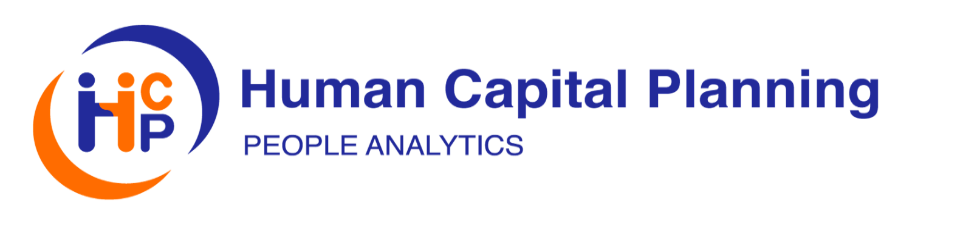 HCP
Human Capital Planning
PEOPLE ANALYTICS